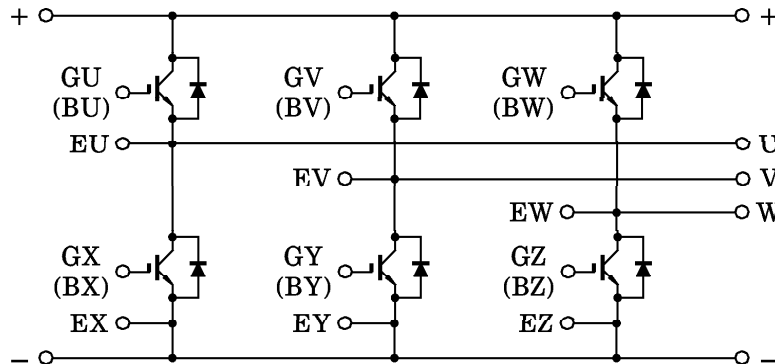 + +
GU GV GW
(BU) (BV) (BW)
EU U
EV V
EW W
GX GY GZ
(BX) (BY) (BZ)
EX EY EZ
− −